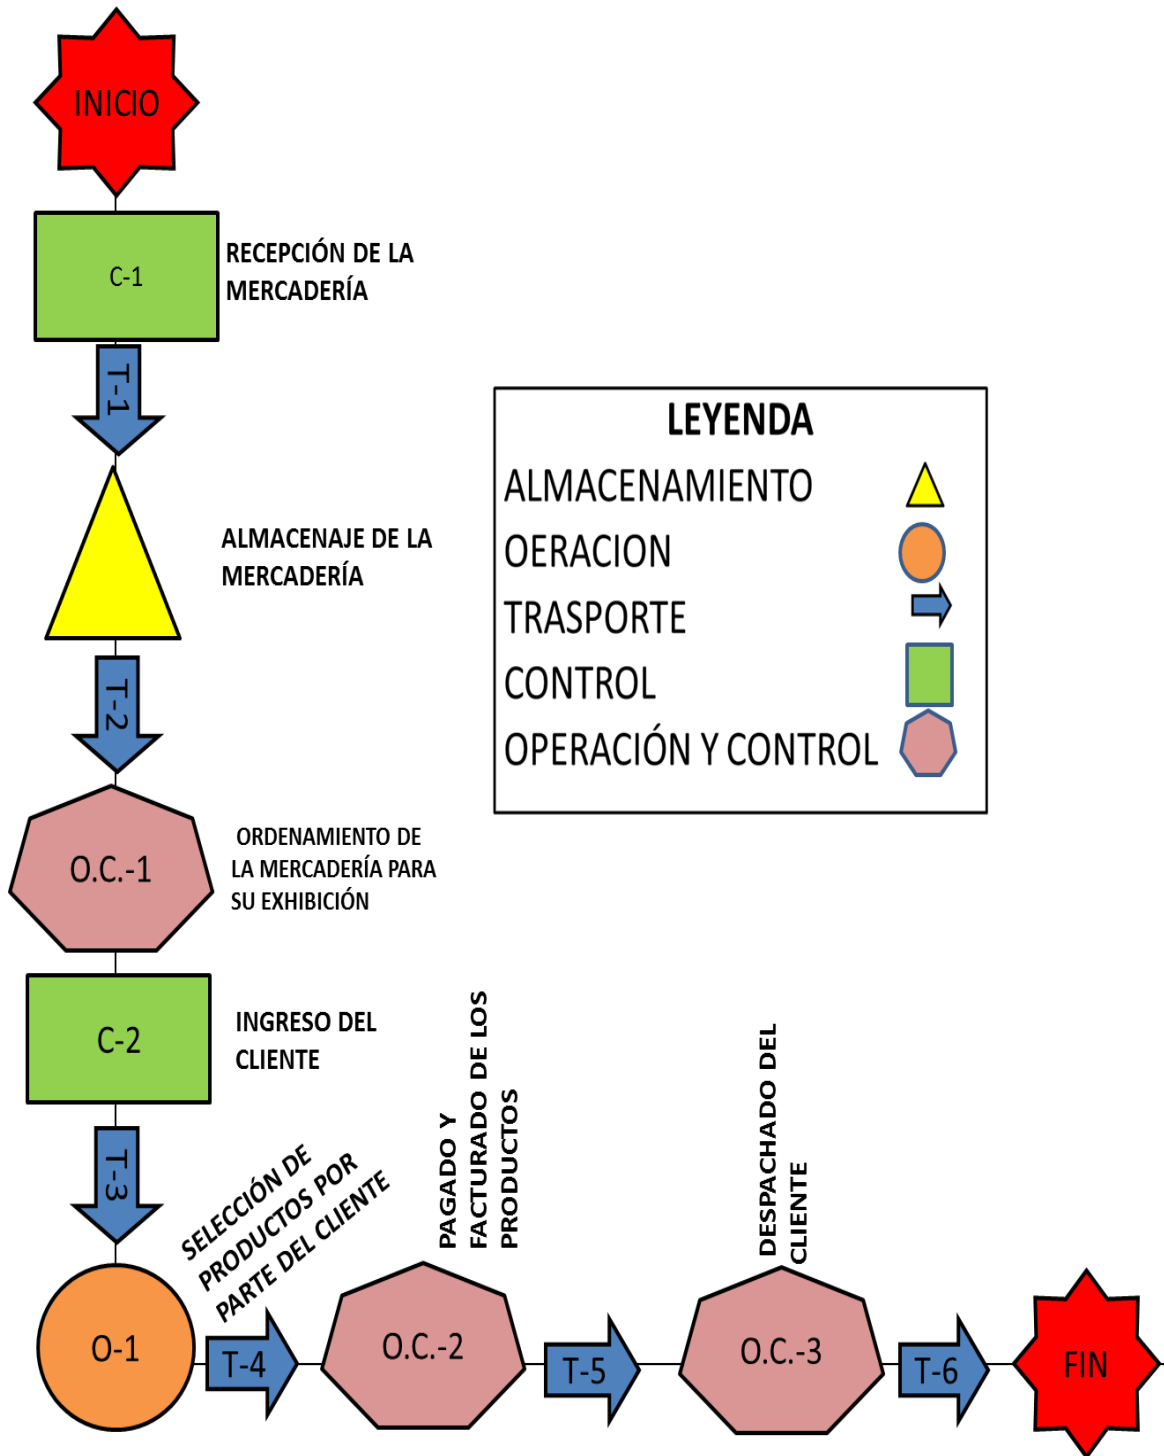 INICIO
C-1
RECEPCIÓN DE LA
MERCADERÍA
T-1
ALMACENAJE DE LA
MERCADERÍA
T-2
O.C.-1
ORDENAMIENTO DE
LA MERCADERÍA PARA
SU EXHIBICIÓN
C-2
INGRESO DEL
CLIENTE
T-3
O-1
SELECCIÓN DE
PRODUCTOS POR
PARTE DEL CLIENTE
T-4
O.C.-2
PAGADO Y
FACTURADO DE LOS
PRODUCTOS
T-5
O.C.-3
DESPACHADO DEL
CLIENTE
T-6
FIN
LEYENDA
ALMACENAMIENTO
OERACION
TRASPORTE
CONTROL
OPERACIÓN Y CONTROL